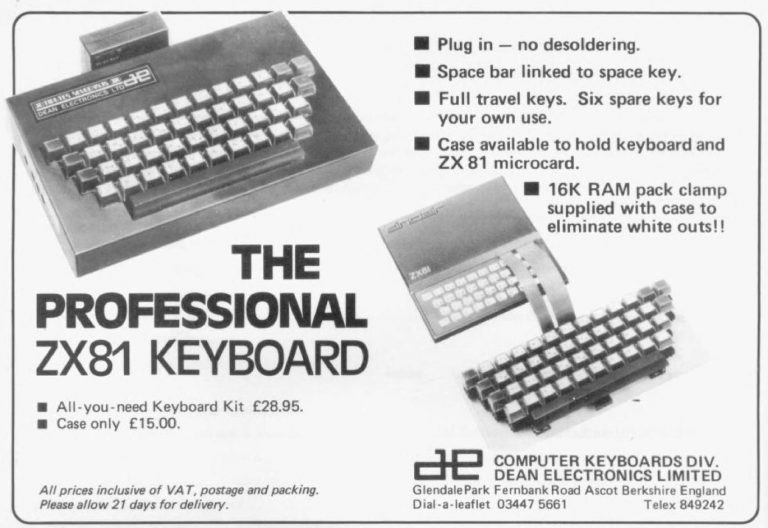 DEAN ELECTRONICS LTD
■ Plug in — no desoldering.
■ Space bar linked to space key.
■ Full travel keys. Six spare keys for
your own use.
■ Case available to hold keyboard and
ZX 81 microcard.
■ 16K RAM pack clamp
supplied with case to
eliminate white outs!!
sinclair
ZX81
THE
PROFESSIONAL
ZX81 KEYBOARD
■ All-you-need Keyboard Kit £28.95.
■ Case only £15.00.
All prices inclusive of VAT, postage and packing.
Please allow 21 days for delivery.
de COMPUTER KEYBOARDS DIV.
DEAN ELECTRONICS LIMITED
Glendale Park Fernbank Road Ascot Berkshire England
Dial-a-leaflet 03447 5661 Telex 849242